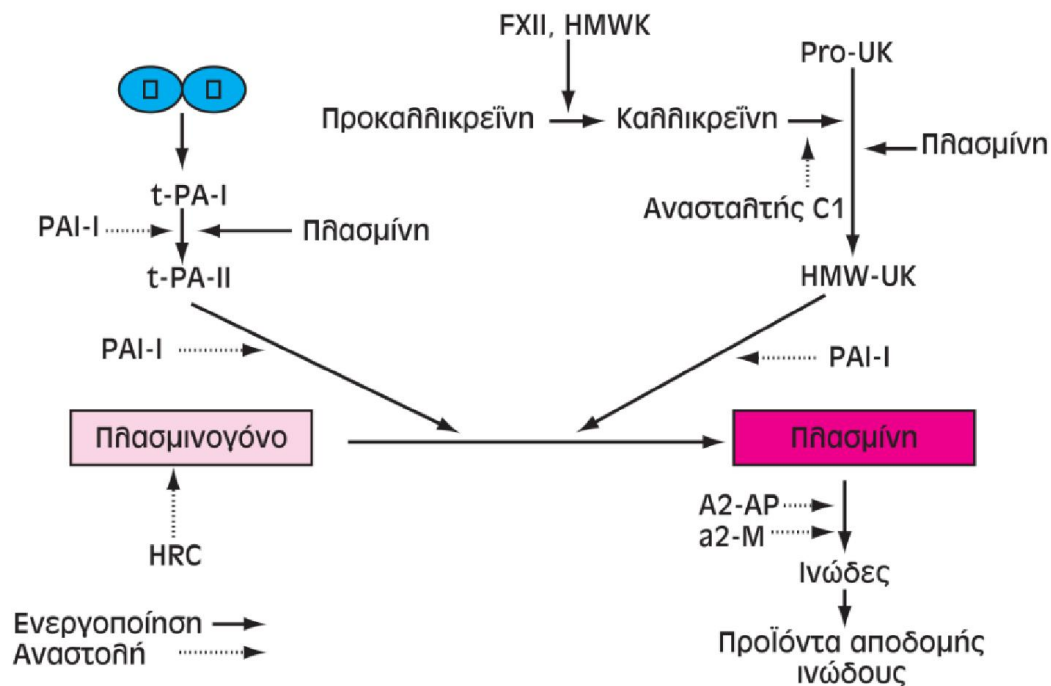 FXII, HMWK
Pro-UK
Προκαλλικρεΐνη
Καλλικρεΐνη
Πλασμίνη
t-PA-I
Ανασταλτής C1
PAI-I
Πλασμίνη
t-PA-II
HMW-UK
PAI-I
PAI-I
Πλασμινογόνο
Πλασμίνη
A2-AP
a2-M
HRC
Ινώδες
Ενεργοποίηση
Αναστολή
Προϊόντα αποδομής
ινώδους